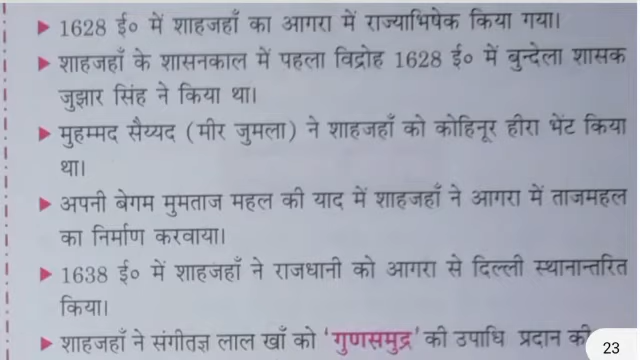 ▶ 1628 ई० में शाहजहाँ का आगरा में राज्याभिषेक किया गया।
▶ शाहजहाँ के शासनकाल में पहला विद्रोह 1628 ई० में बुन्देला शासक
जुझार सिंह ने किया था।
▶ मुहम्मद सैय्यद (मीर जुमला) ने शाहजहाँ को कोहिनूर हीरा भेंट किया
था।
▶ अपनी बेगम मुमताज महल की याद में शाहजहाँ ने आगरा में ताजमहल
का निर्माण करवाया।
▶ 1638 ई० में शाहजहाँ ने राजधानी को आगरा से दिल्ली स्थानान्तरित
किया।
▶ शाहजहाँ ने संगीतज्ञ लाल खाँ को 'गुणसमुद्र' की उपाधि प्रदान की
23